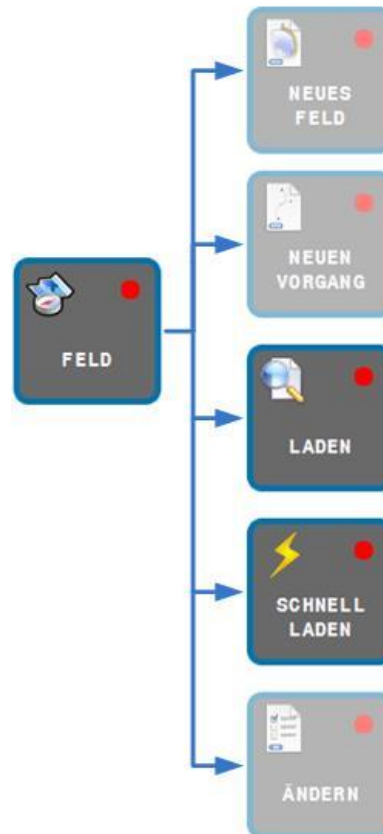 NEUES
FELD
NEUEN
VORGANG
FELD
LADEN
SCHNELL
LADEN
ÄNDERN